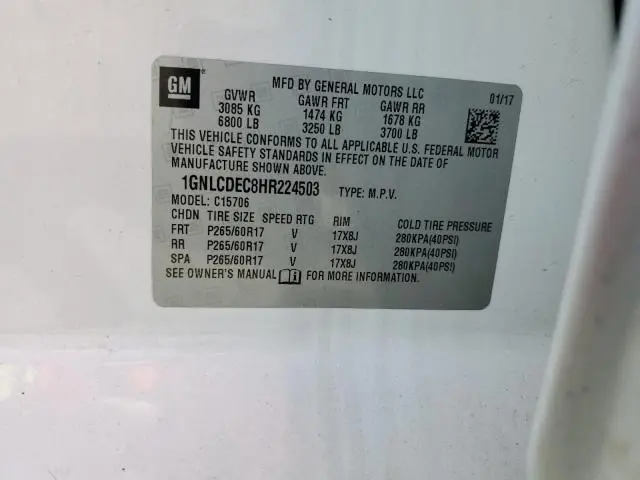 GM
MFD BY GENERAL MOTORS LLC 01/17
GVWR GAWR FRT GAWR RR
3085 KG 1474 KG 1678 KG
6800 LB 3250 LB 3700 LB
THIS VEHICLE CONFORMS TO ALL APPLICABLE U.S. FEDERAL MOTOR
VEHICLE SAFETY STANDARDS IN EFFECT ON THE DATE OF
MANUFACTURE SHOWN ABOVE.
1GNLCDEC8HR224503 TYPE: M.P.V.
MODEL: C15706
CHDN TIRE SIZE SPEED RTG RIM COLD TIRE PRESSURE
FRT P265/60R17 V 17X8J 280KPA(40PSI)
RR P265/60R17 V 17X8J 280KPA(40PSI)
SPA P265/60R17 V 17X8J 280KPA(40PSI)
SEE OWNER'S MANUAL FOR MORE INFORMATION.